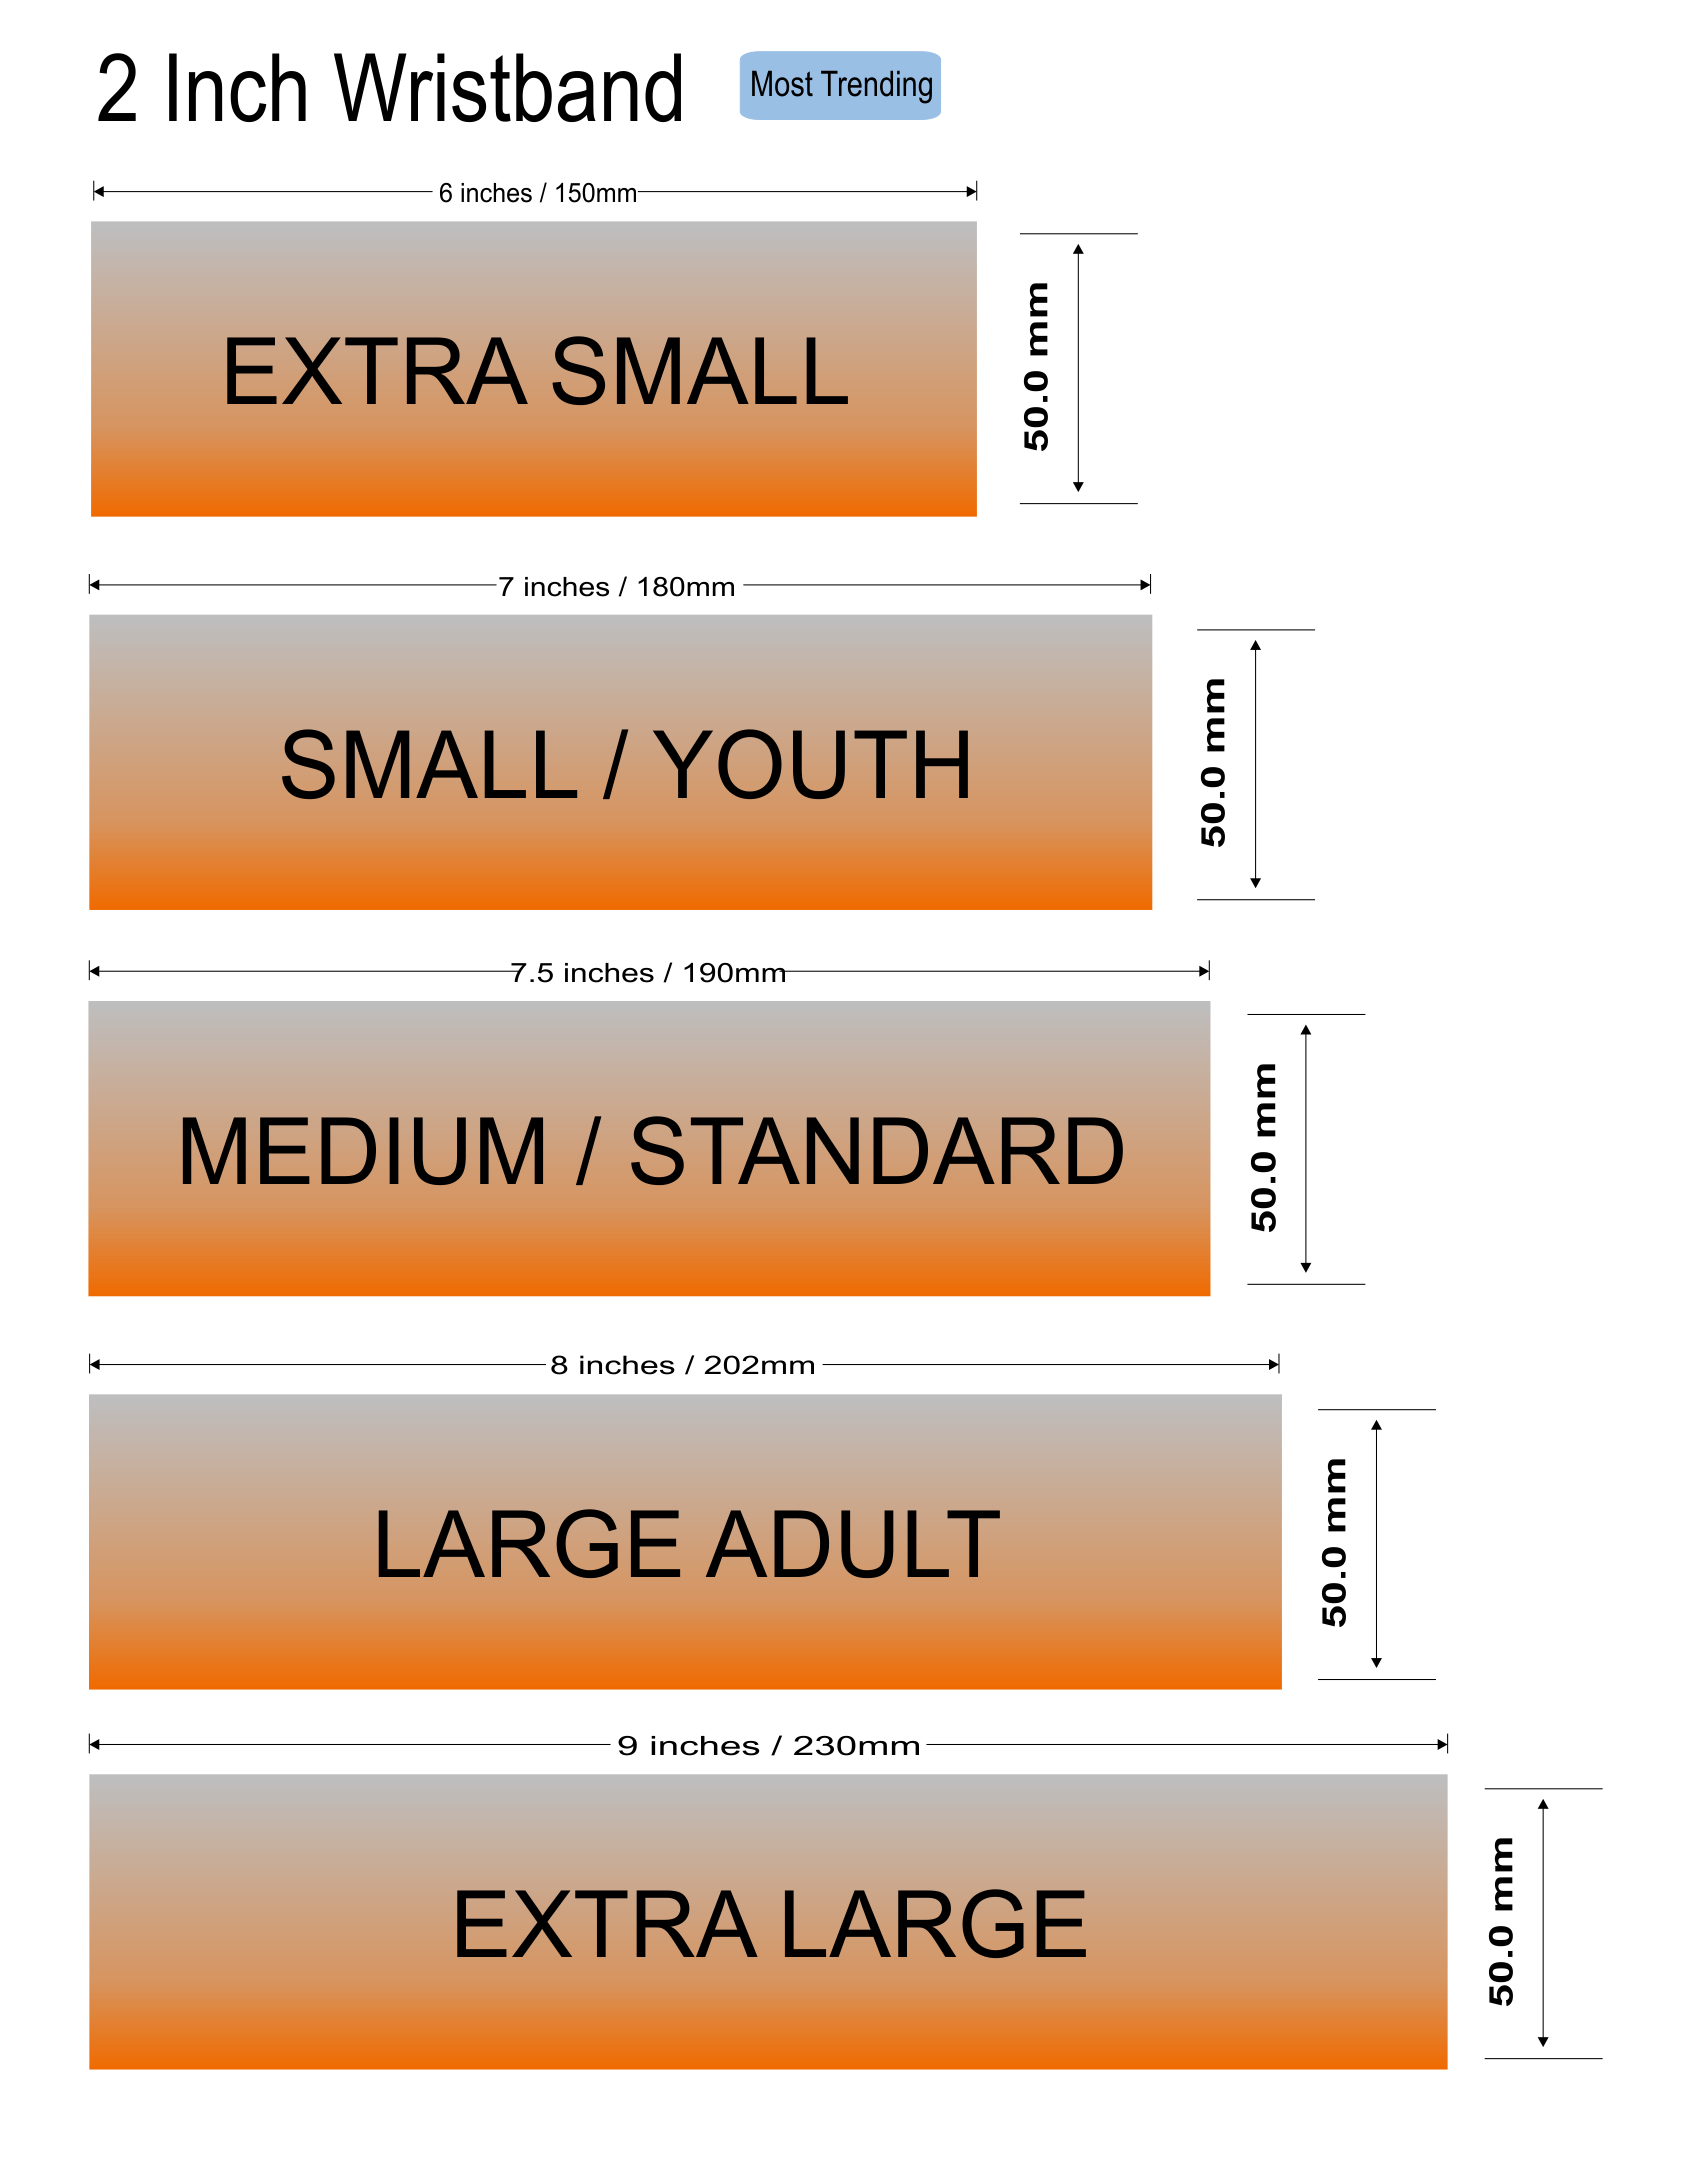 2 Inch Wristband
Most Trending
6 inches / 150mm
EXTRA SMALL
50.0 mm
7 inches / 180mm
SMALL / YOUTH
50.0 mm
7.5 inches / 190mm
MEDIUM / STANDARD
50.0 mm
8 inches / 202mm
LARGE ADULT
50.0 mm
9 inches / 230mm
EXTRA LARGE
50.0 mm